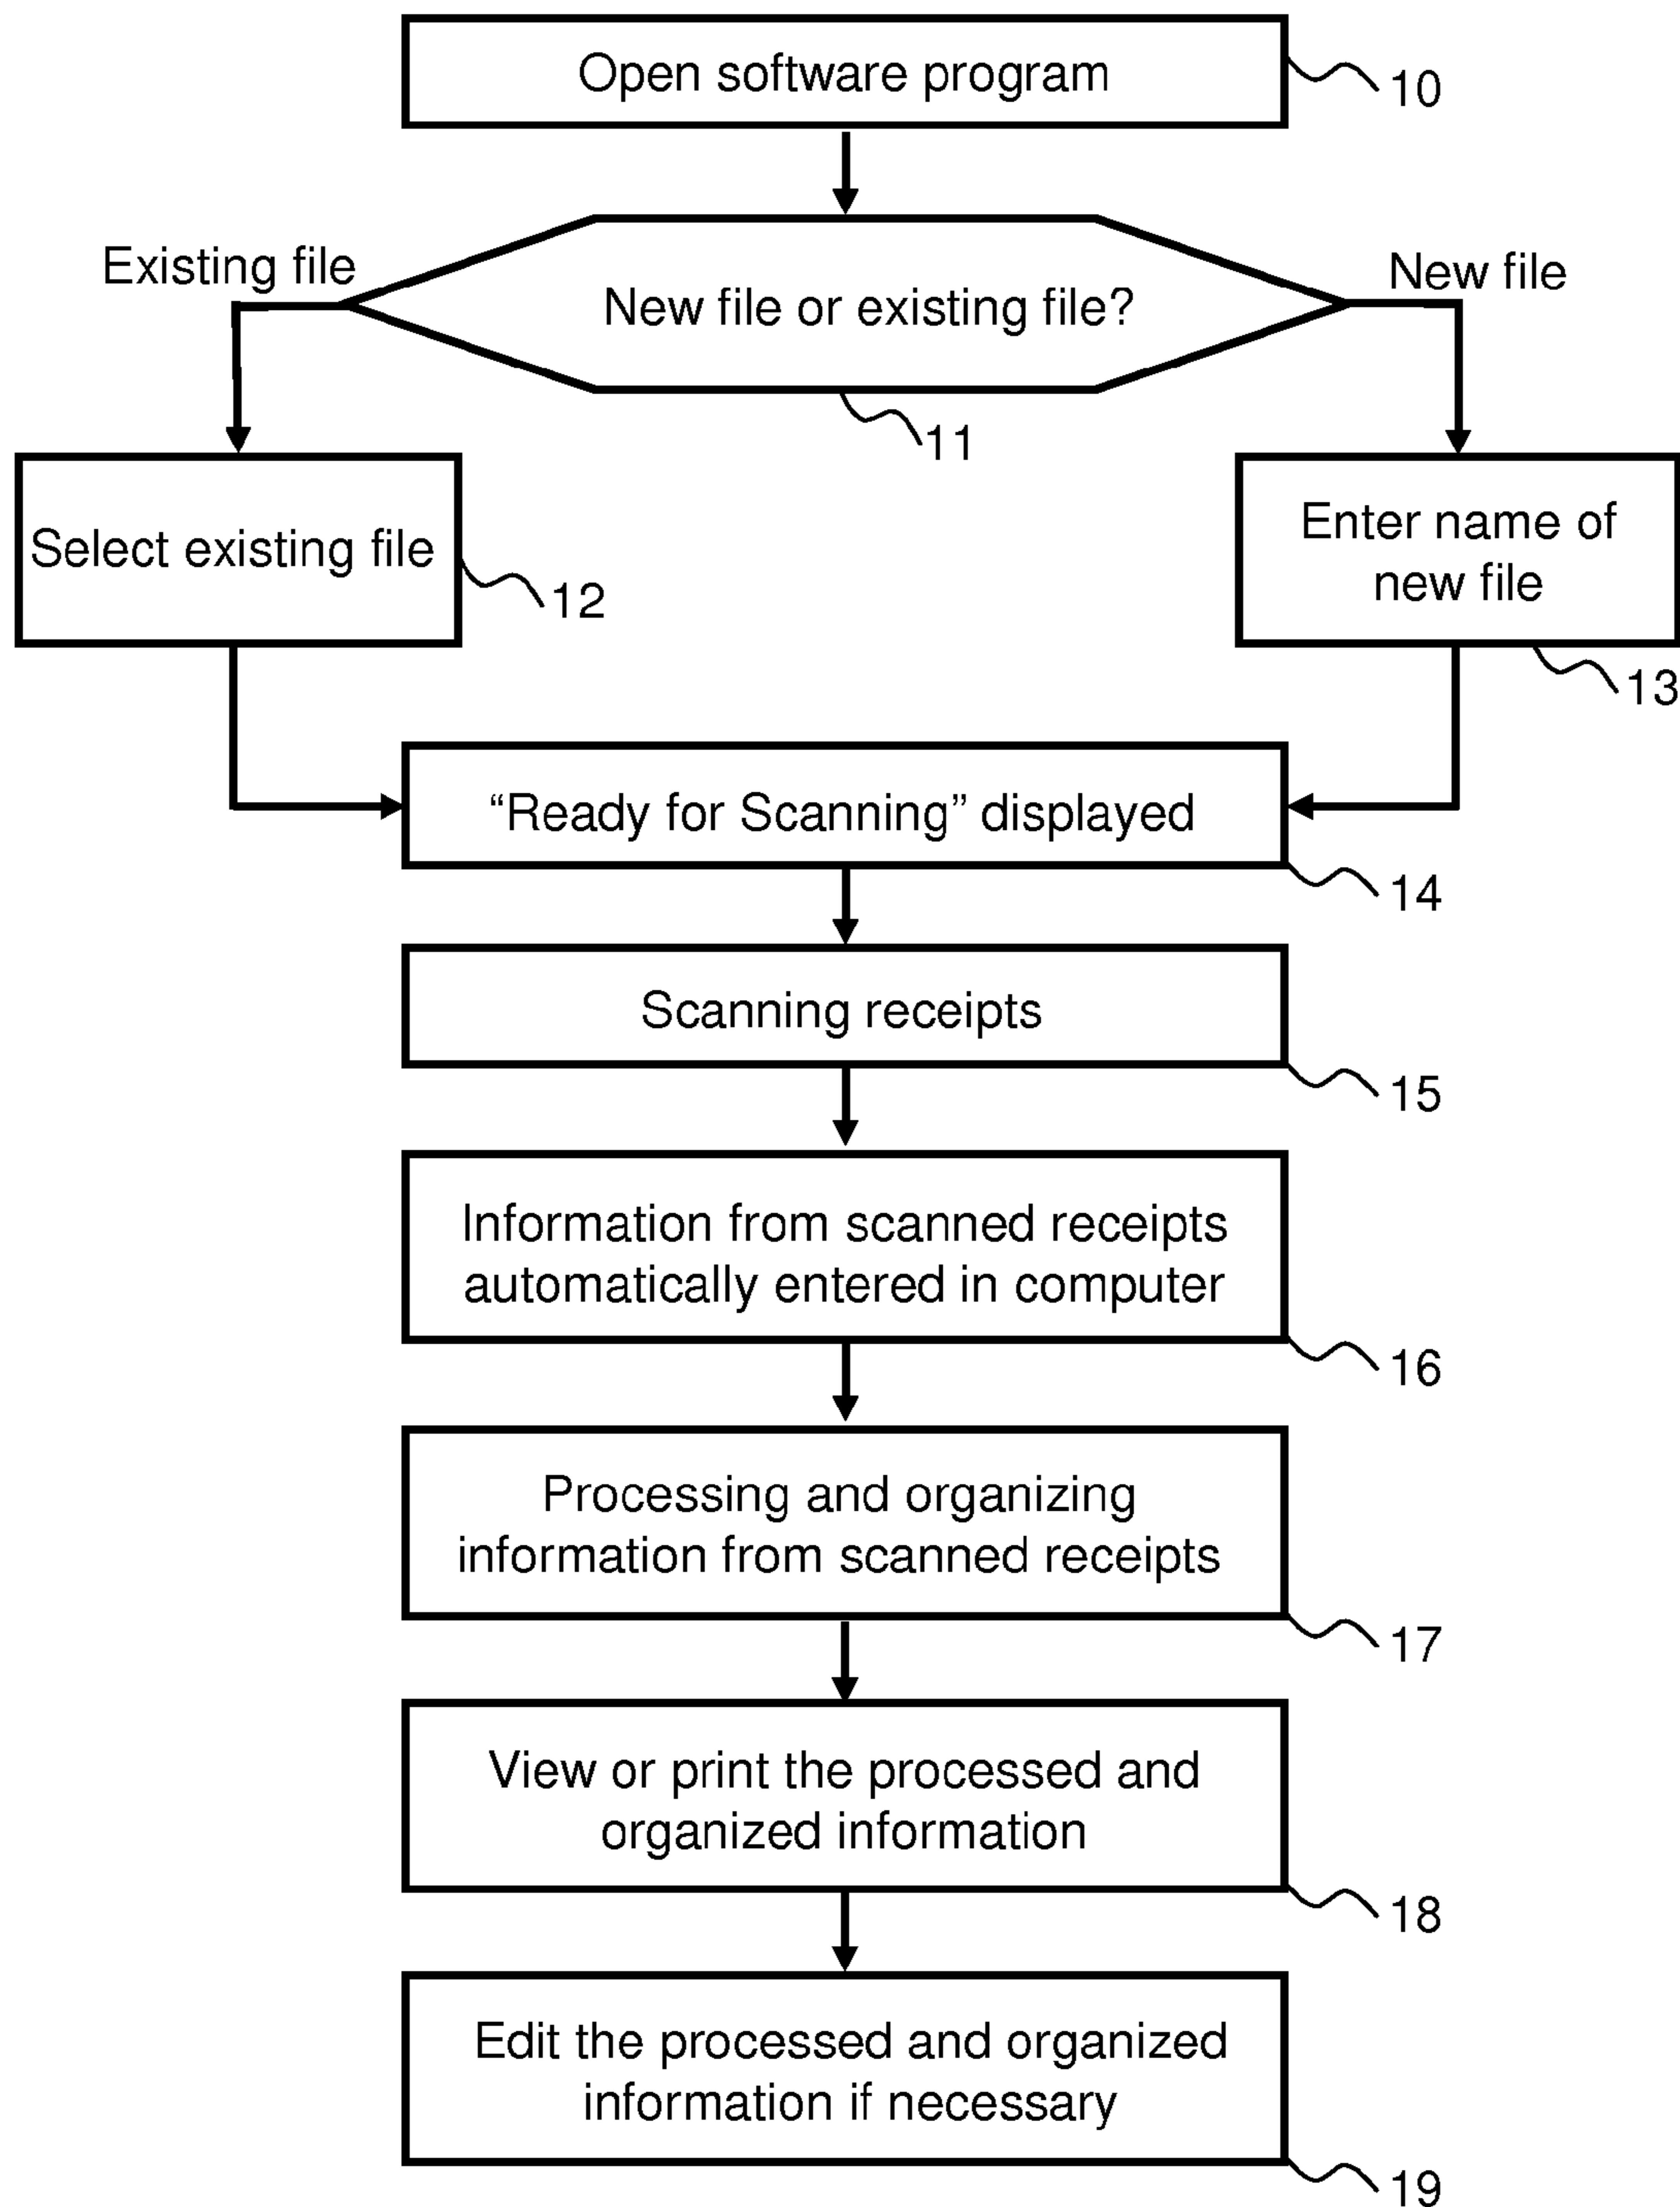 Open software program
10
Existing file
New file
New file or existing file?
11
Select existing file
12
Enter name of
new file
13
“Ready for Scanning” displayed
14
Scanning receipts
15
Information from scanned receipts
automatically entered in computer
16
Processing and organizing
information from scanned receipts
17
View or print the processed and
organized information
18
Edit the processed and organized
information if necessary
19